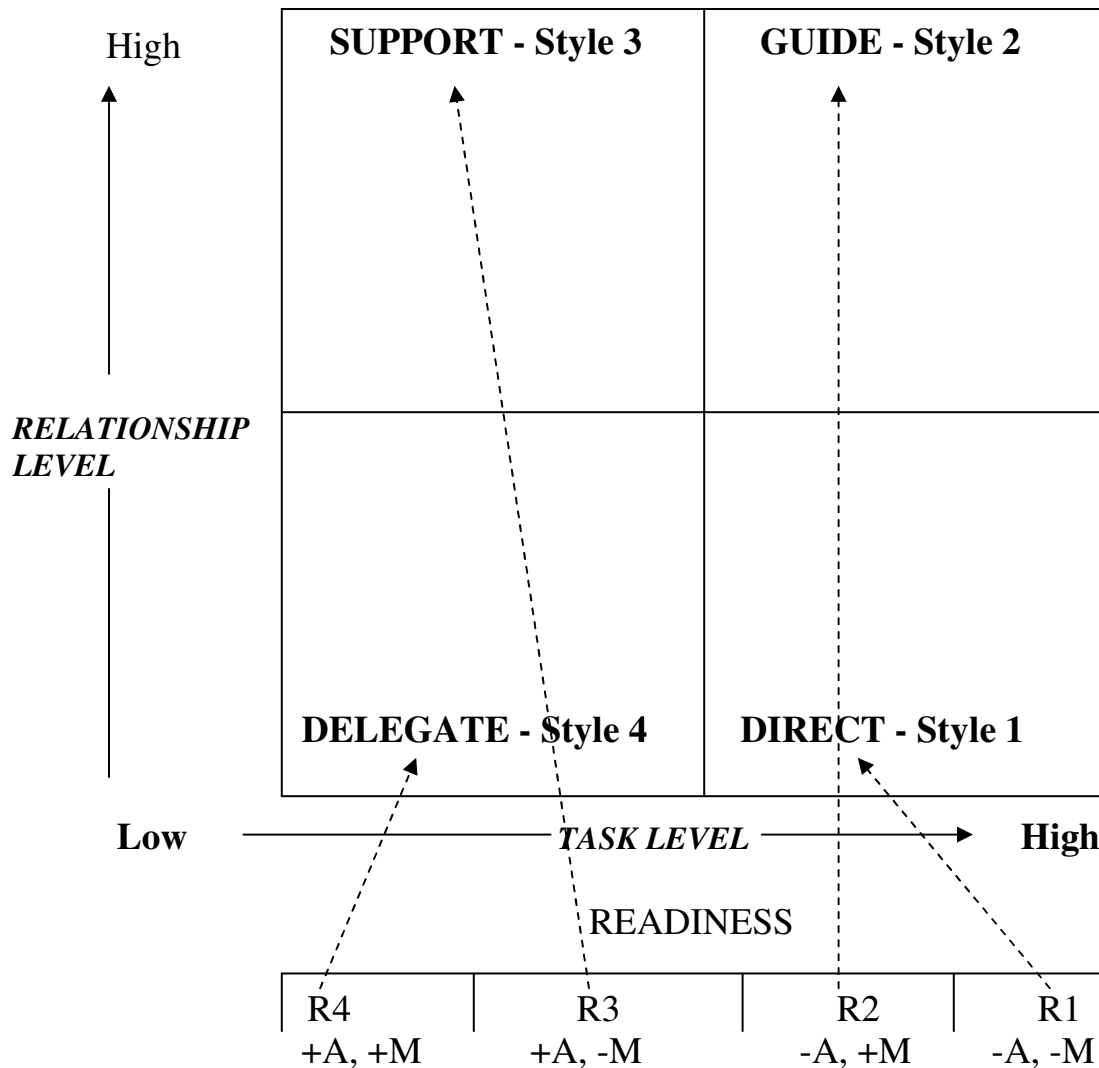 High
SUPPORT - Style 3
GUIDE - Style 2
RELATIONSHIP
LEVEL
DELEGATE - Style 4
DIRECT - Style 1
Low
TASK LEVEL
High
READINESS
R4
R3
R2
R1
+A, +M
+A, -M
-A, +M
-A, -M